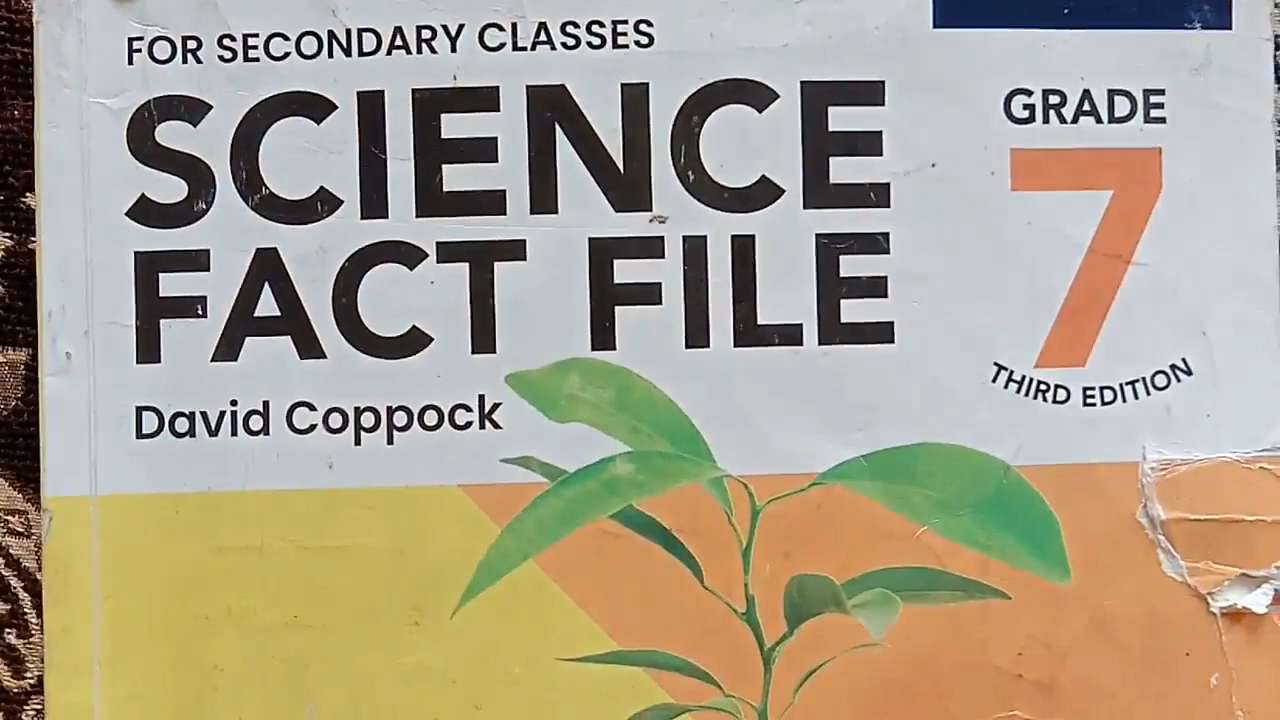 FOR SECONDARY CLASSES
SCIENCE
FACT FILE
David Coppock
GRADE
7
THIRD EDITION